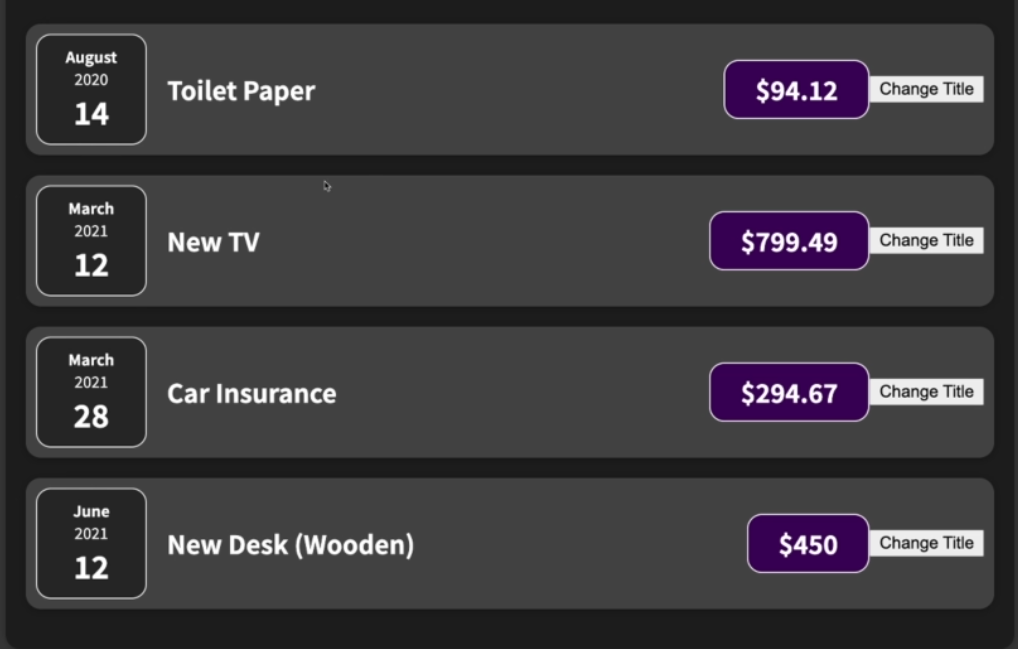 August
2020
14
Toilet Paper
$94.12
Change Title
March
2021
12
New TV
$799.49
Change Title
March
2021
28
Car Insurance
$294.67
Change Title
June
2021
12
New Desk (Wooden)
$450
Change Title